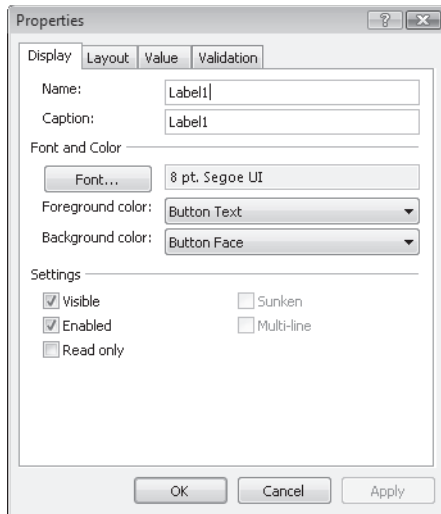 Properties
Display Layout Value Validation
Name: Label1
Caption: Label1
Font and Color
Font... 8 pt. Segoe UI
Foreground color: Button Text
Background color: Button Face
Settings
Visible Sunken
Enabled Multi-line
Read only
OK Cancel Apply